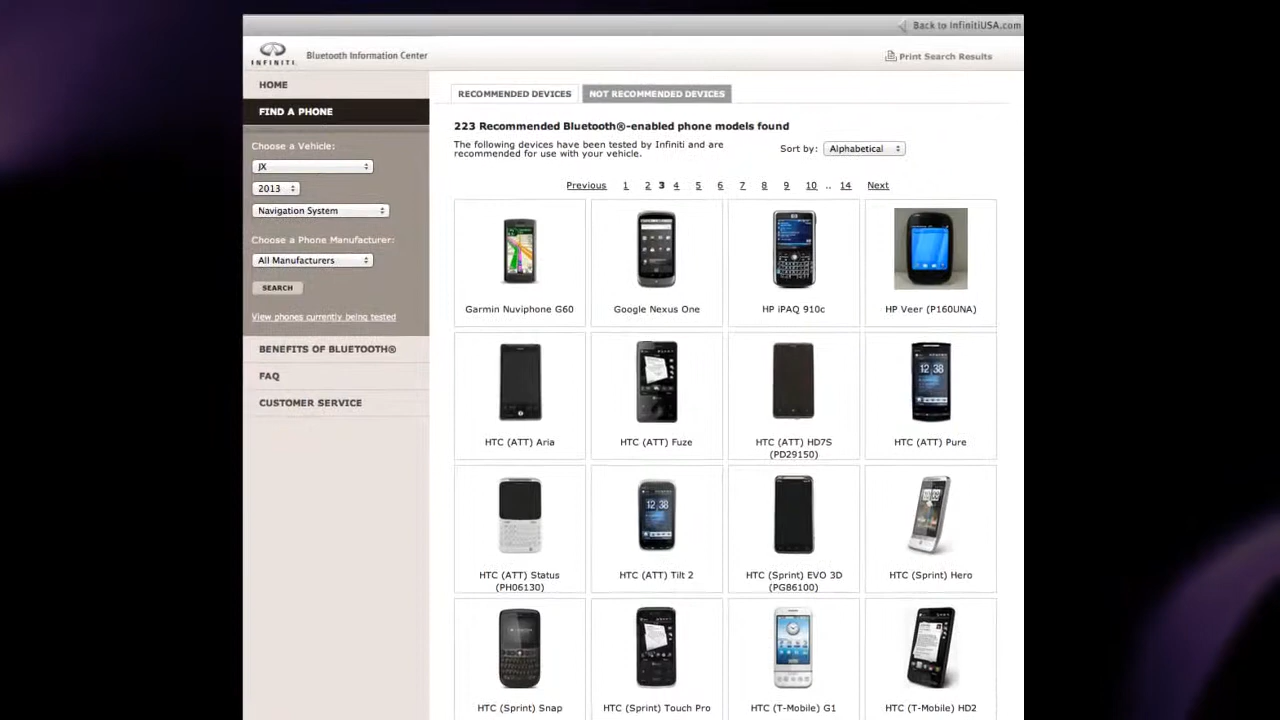 Back to InfinitiUSA.com
INFINITI
Bluetooth Information Center
Print Search Results
HOME
FIND A PHONE
Choose a Vehicle:
JX
2013
Navigation System
Choose a Phone Manufacturer:
All Manufacturers
SEARCH
View phones currently being tested
BENEFITS OF BLUETOOTH®
FAQ
CUSTOMER SERVICE
RECOMMENDED DEVICES
NOT RECOMMENDED DEVICES
223 Recommended Bluetooth®-enabled phone models found
The following devices have been tested by Infiniti and are
recommended for use with your vehicle.
Sort by:
Alphabetical
Previous 1 2 3 4 5 6 7 8 9 10 .. 14 Next
Garmin Nuviphone G60
Google Nexus One
HP iPAQ 910c
HP Veer (P160UNA)
HTC (ATT) Aria
HTC (ATT) Fuze
HTC (ATT) HD7S
(PD29150)
HTC (ATT) Pure
HTC (ATT) Status
(PH06130)
HTC (ATT) Tilt 2
HTC (Sprint) EVO 3D
(PG86100)
HTC (Sprint) Hero
HTC (Sprint) Snap
HTC (Sprint) Touch Pro
HTC (T-Mobile) G1
HTC (T-Mobile) HD2